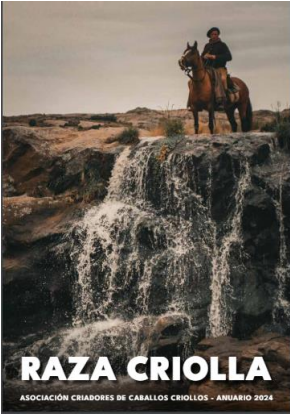 RAZA CRIOLLA
ASOCIACIÓN CRIADORES DE CABALLOS CRIOLLOS - ANUARIO 2024